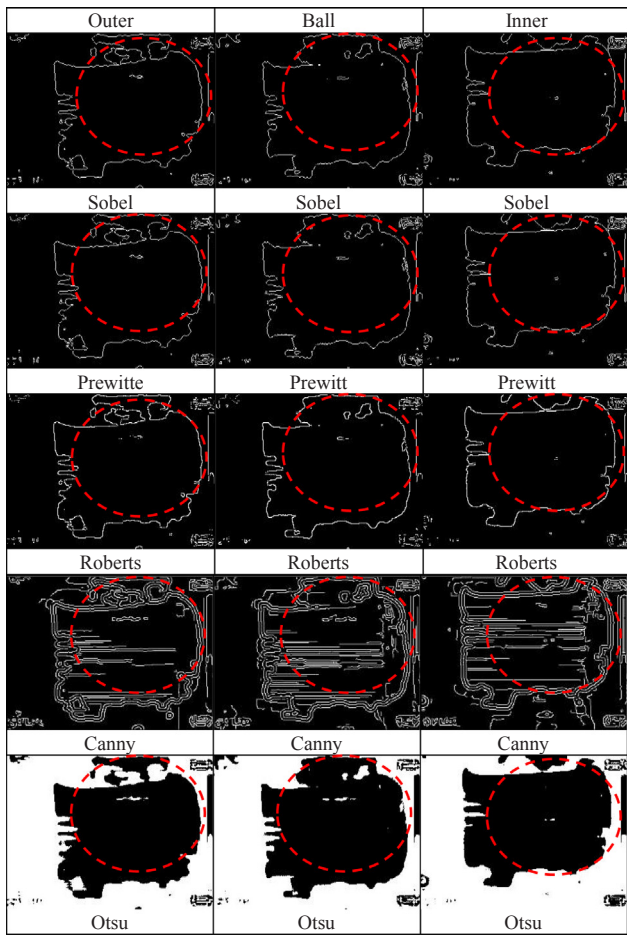 Outer Ball Inner
Sobel Sobel Sobel
Prewitte Prewitt Prewitt
Roberts Roberts Roberts
Canny Canny Canny
Otsu Otsu Otsu